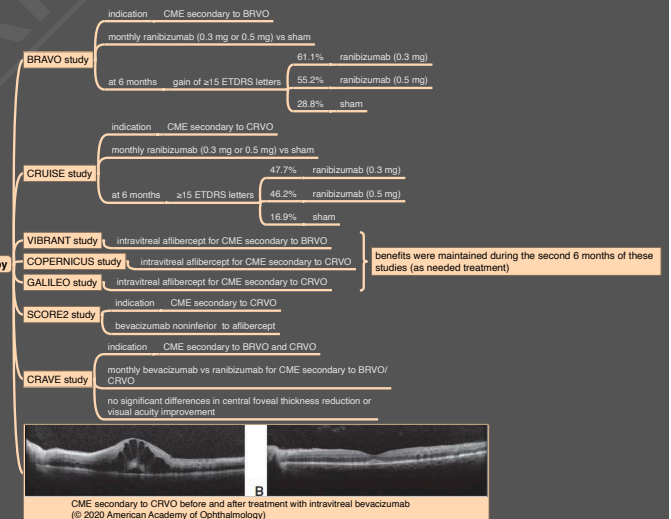 indication CME secondary to BRVO
monthly ranibizumab (0.3 mg or 0.5 mg) vs sham
BRAVO study
61.1% ranibizumab (0.3 mg)
at 6 months gain of ≥15 ETDRS letters 55.2% ranibizumab (0.5 mg)
28.8% sham
indication CME secondary to CRVO
monthly ranibizumab (0.3 mg or 0.5 mg) vs sham
CRUISE study
47.7% ranibizumab (0.3 mg)
at 6 months ≥15 ETDRS letters 46.2% ranibizumab (0.5 mg)
16.9% sham
VIBRANT study intravitreal aflibercept for CME secondary to BRVO
COPERNICUS study intravitreal aflibercept for CME secondary to CRVO
GALILEO study intravitreal aflibercept for CME secondary to CRVO
benefits were maintained during the second 6 months of these
studies (as needed treatment)
indication CME secondary to CRVO
SCORE2 study
bevacizumab noninferior to aflibercept
indication CME secondary to BRVO and CRVO
monthly bevacizumab vs ranibizumab for CME secondary to BRVO/
CRVO
CRAVE study
no significant differences in central foveal thickness reduction or
visual acuity improvement
B
CME secondary to CRVO before and after treatment with intravitreal bevacizumab
(© 2020 American Academy of Ophthalmology)